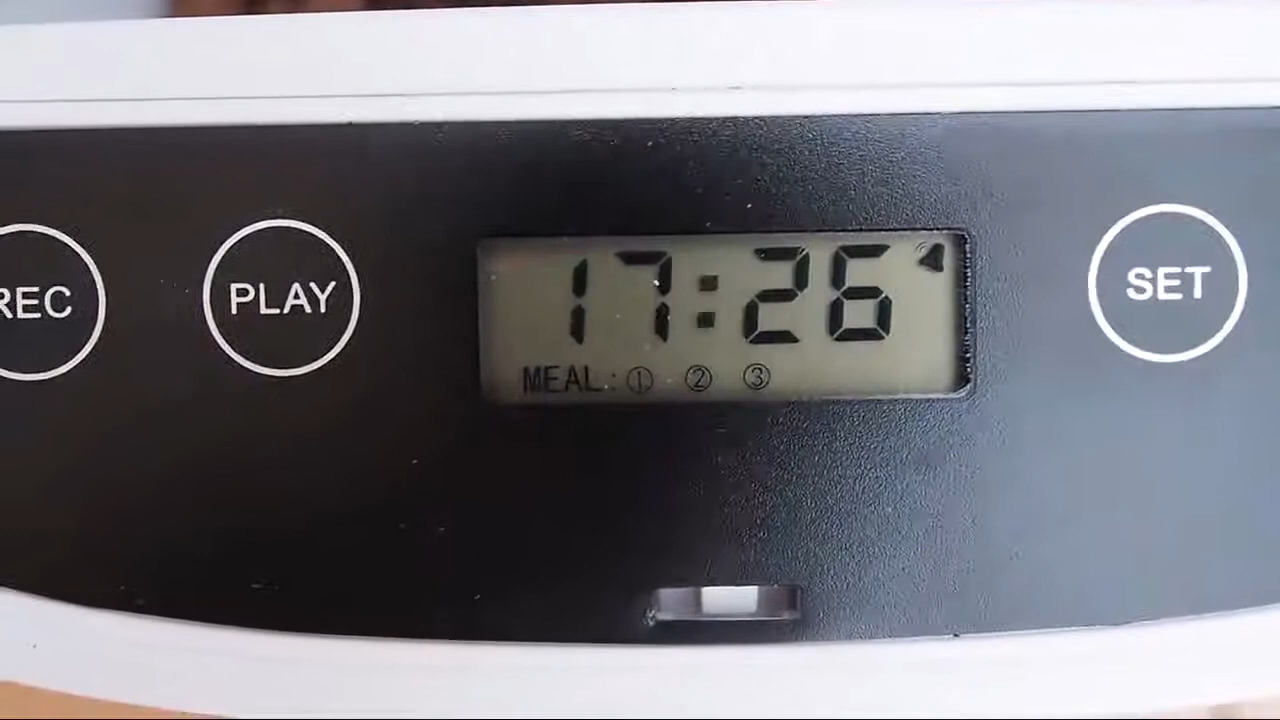 REC
PLAY
17:26
MEAL: ① ② ③
SET